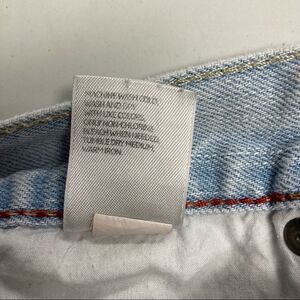 MACHINE WASH COLD,
WASH AND DRY
WITH LIKE COLORS,
ONLY NON-CHLORINE
BLEACH WHEN NEEDED,
TUMBLE DRY MEDIUM,
WARM IRON.